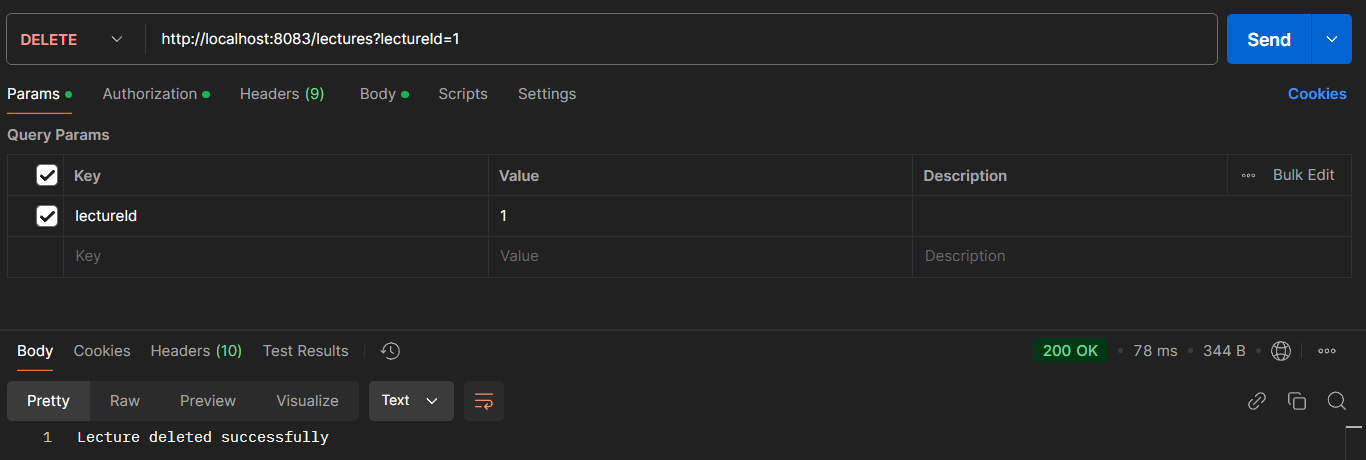 DELETE http://localhost:8083/lectures?lectureId=1 Send
Params Authorization Headers (9) Body Scripts Settings Cookies
Query Params
Key Value Description Bulk Edit
lectureId 1
Key Value Description
Body Cookies Headers (10) Test Results 200 OK 78 ms 344 B
Pretty Raw Preview Visualize Text
1 Lecture deleted successfully